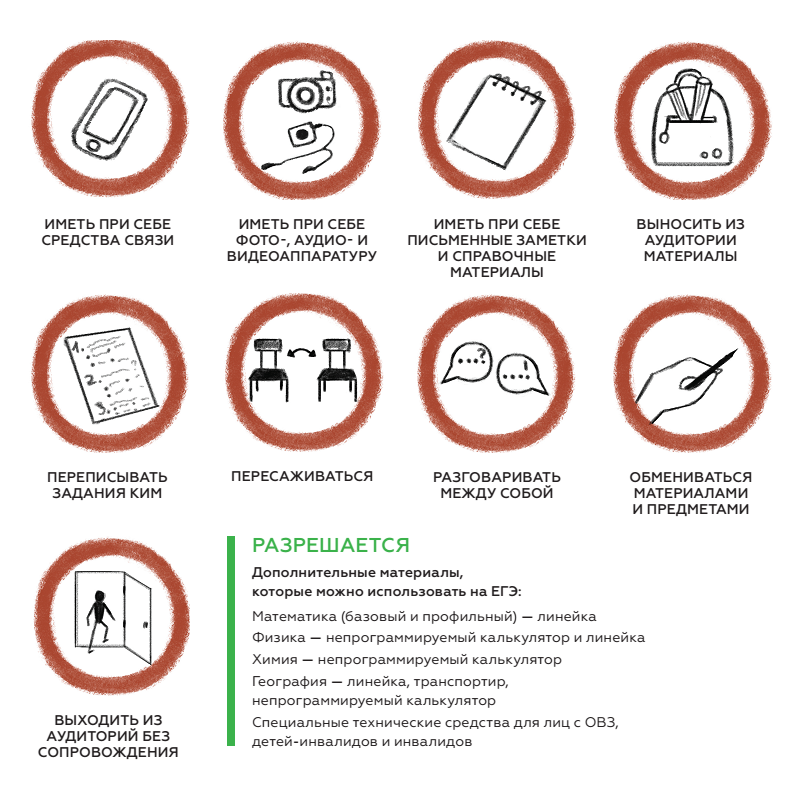 ИМЕТЬ ПРИ СЕБЕ
СРЕДСТВА СВЯЗИ
ИМЕТЬ ПРИ СЕБЕ
ФОТО-, АУДИО- И
ВИДЕОАППАРАТУРУ
ИМЕТЬ ПРИ СЕБЕ
ПИСЬМЕННЫЕ ЗАМЕТКИ
И СПРАВОЧНЫЕ
МАТЕРИАЛЫ
ВЫНОСИТЬ ИЗ
АУДИТОРИИ
МАТЕРИАЛЫ
1.
2.
3.
ПЕРЕПИСЫВАТЬ
ЗАДАНИЯ КИМ
ПЕРЕСАЖИВАТЬСЯ
...?
...!
РАЗГОВАРИВАТЬ
МЕЖДУ СОБОЙ
ОБМЕНИВАТЬСЯ
МАТЕРИАЛАМИ
И ПРЕДМЕТАМИ
ВЫХОДИТЬ ИЗ
АУДИТОРИЙ БЕЗ
СОПРОВОЖДЕНИЯ
РАЗРЕШАЕТСЯ
Дополнительные материалы,
которые можно использовать на ЕГЭ:
Математика (базовый и профильный) — линейка
Физика — непрограммируемый калькулятор и линейка
Химия — непрограммируемый калькулятор
География — линейка, транспортир,
непрограммируемый калькулятор
Специальные технические средства для лиц с ОВЗ,
детей-инвалидов и инвалидов